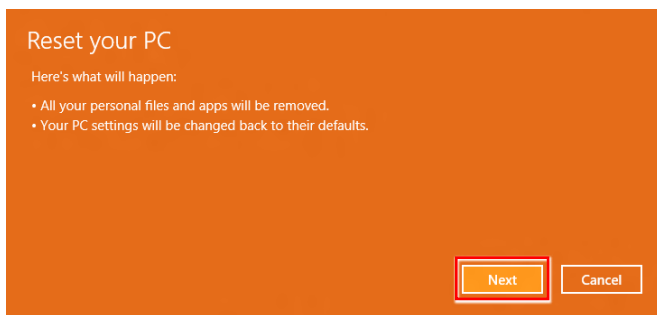 Reset your PC
Here's what will happen:
• All your personal files and apps will be removed.
• Your PC settings will be changed back to their defaults.
Next Cancel